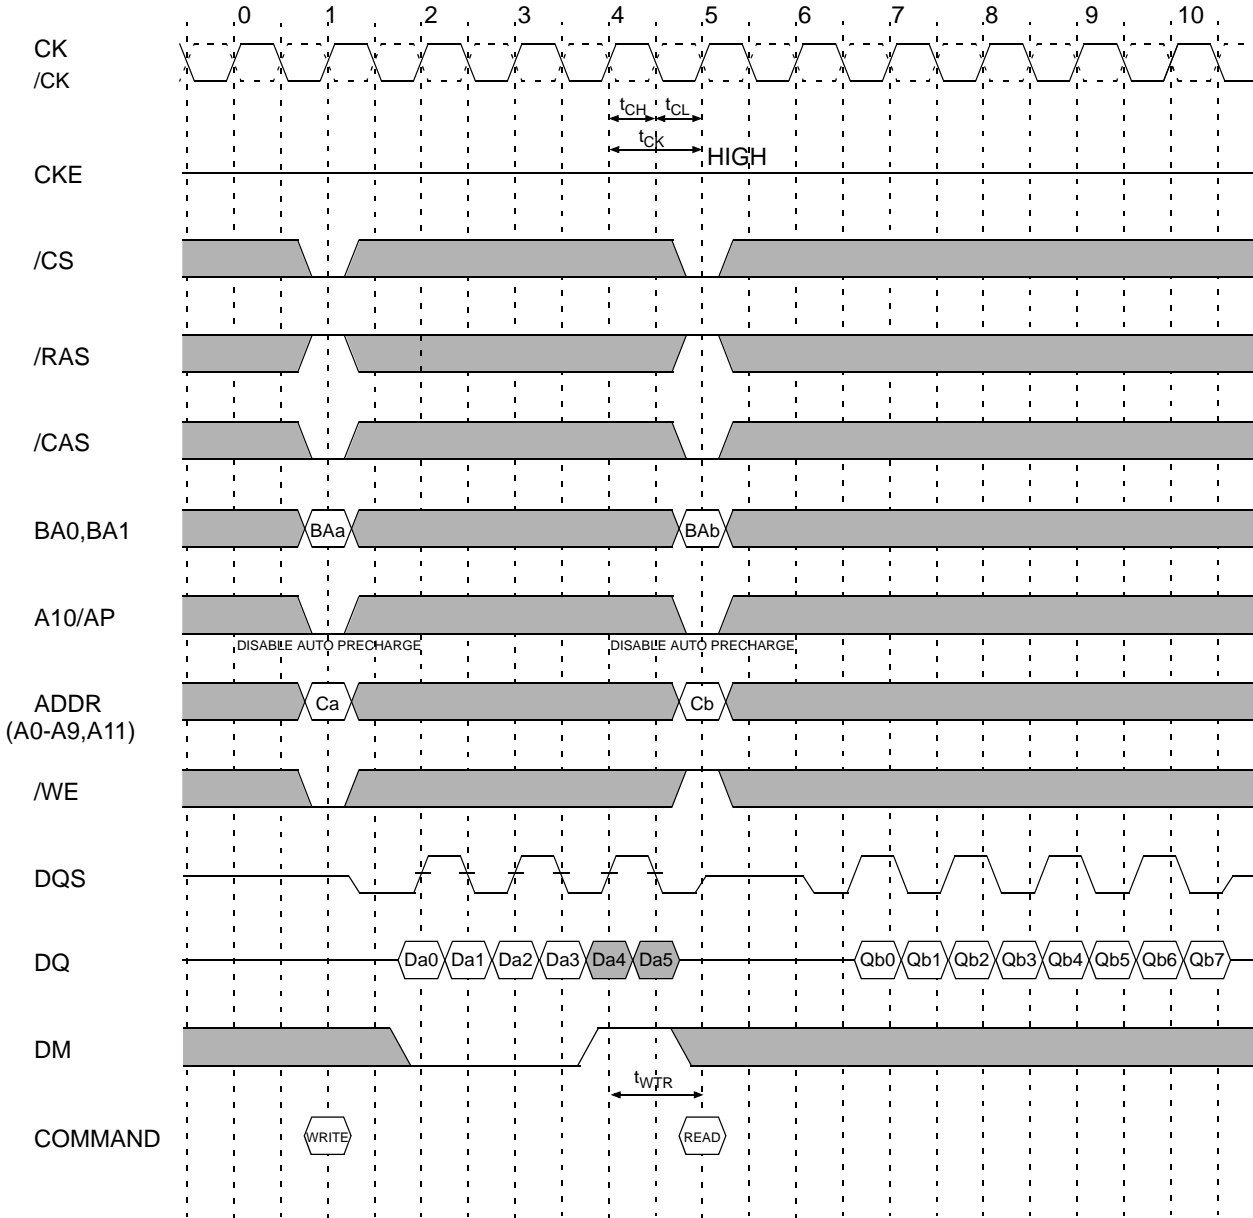 0 1 2 3 4 5 6 7 8 9 10
CK
/CK
tCH tCL
tCK
HIGH
CKE
/CS
/RAS
/CAS
BA0,BA1 BAa BAb
A10/AP
DISABLE AUTO PRECHARGE DISABLE AUTO PRECHARGE
ADDR Ca Cb
(A0-A9,A11)
/WE
DQS
DQ Da0 Da1 Da2 Da3 Da4 Da5 Qb0 Qb1 Qb2 Qb3 Qb4 Qb5 Qb6 Qb7
DM
tWTR
COMMAND WRITE READ